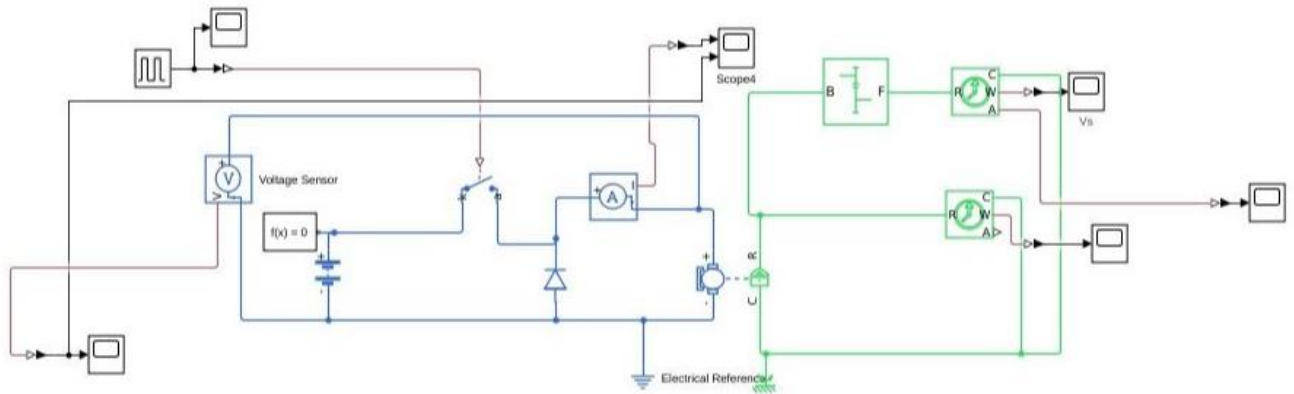 Scope4
B
F
R
C
W
A
Vs
V
+
V
Voltage Sensor
+
A
I
f(x) = 0
+
-
R
C
W
A
+
-
R
C
Electrical Reference